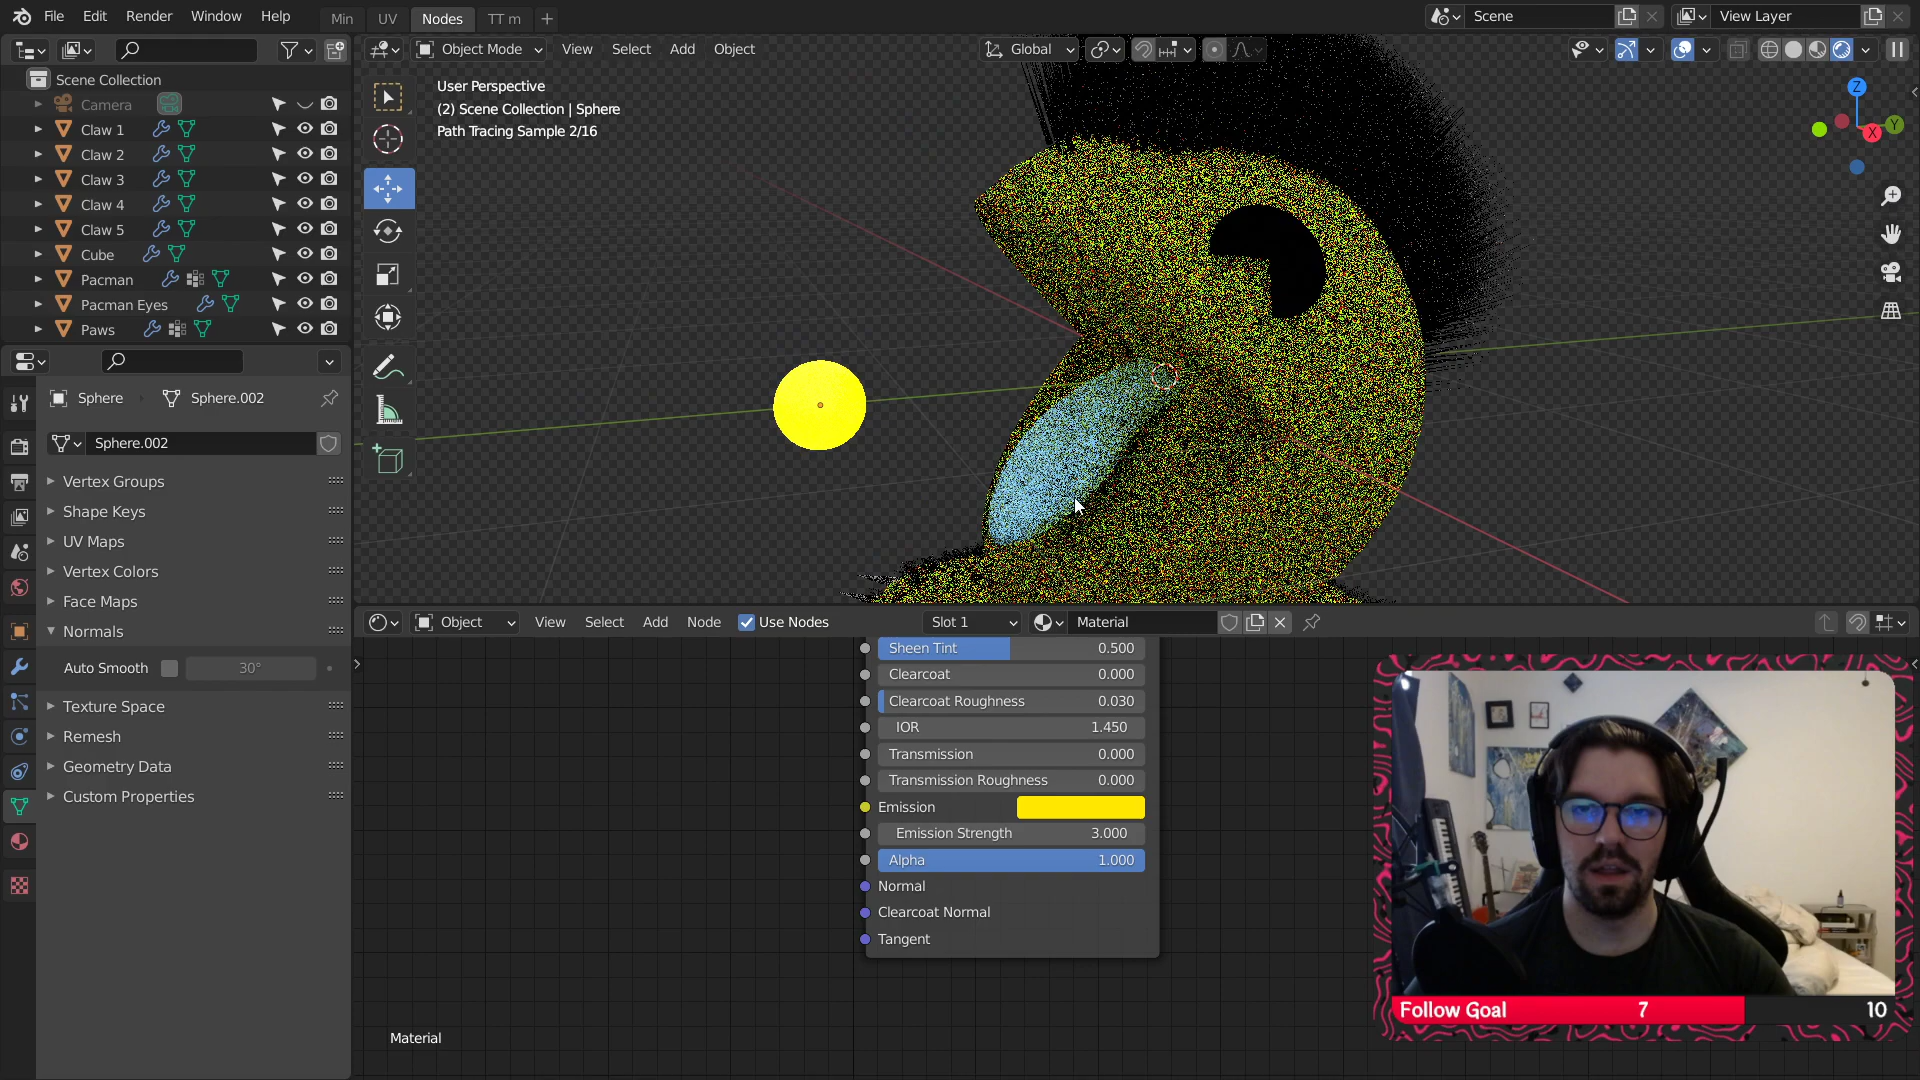 File Edit Render Window Help
Min UV Nodes TT m +
Scene
View Layer
Object Mode View Select Add Object
Global
Scene Collection
Camera
Claw 1
Claw 2
Claw 3
Claw 4
Claw 5
Cube
Pacman
Pacman Eyes
Paws
User Perspective
(2) Scene Collection | Sphere
Path Tracing Sample 2/16
Z
Y
X
Sphere Sphere.002
Sphere.002
Vertex Groups
Shape Keys
UV Maps
Vertex Colors
Face Maps
Normals
Auto Smooth 30°
Texture Space
Remesh
Geometry Data
Custom Properties
Object View Select Add Node Use Nodes Slot 1 Material
Sheen Tint 0.500
Clearcoat 0.000
Clearcoat Roughness 0.030
IOR 1.450
Transmission 0.000
Transmission Roughness 0.000
Emission
Emission Strength 3.000
Alpha 1.000
Normal
Clearcoat Normal
Tangent
Material
Follow Goal 7 10